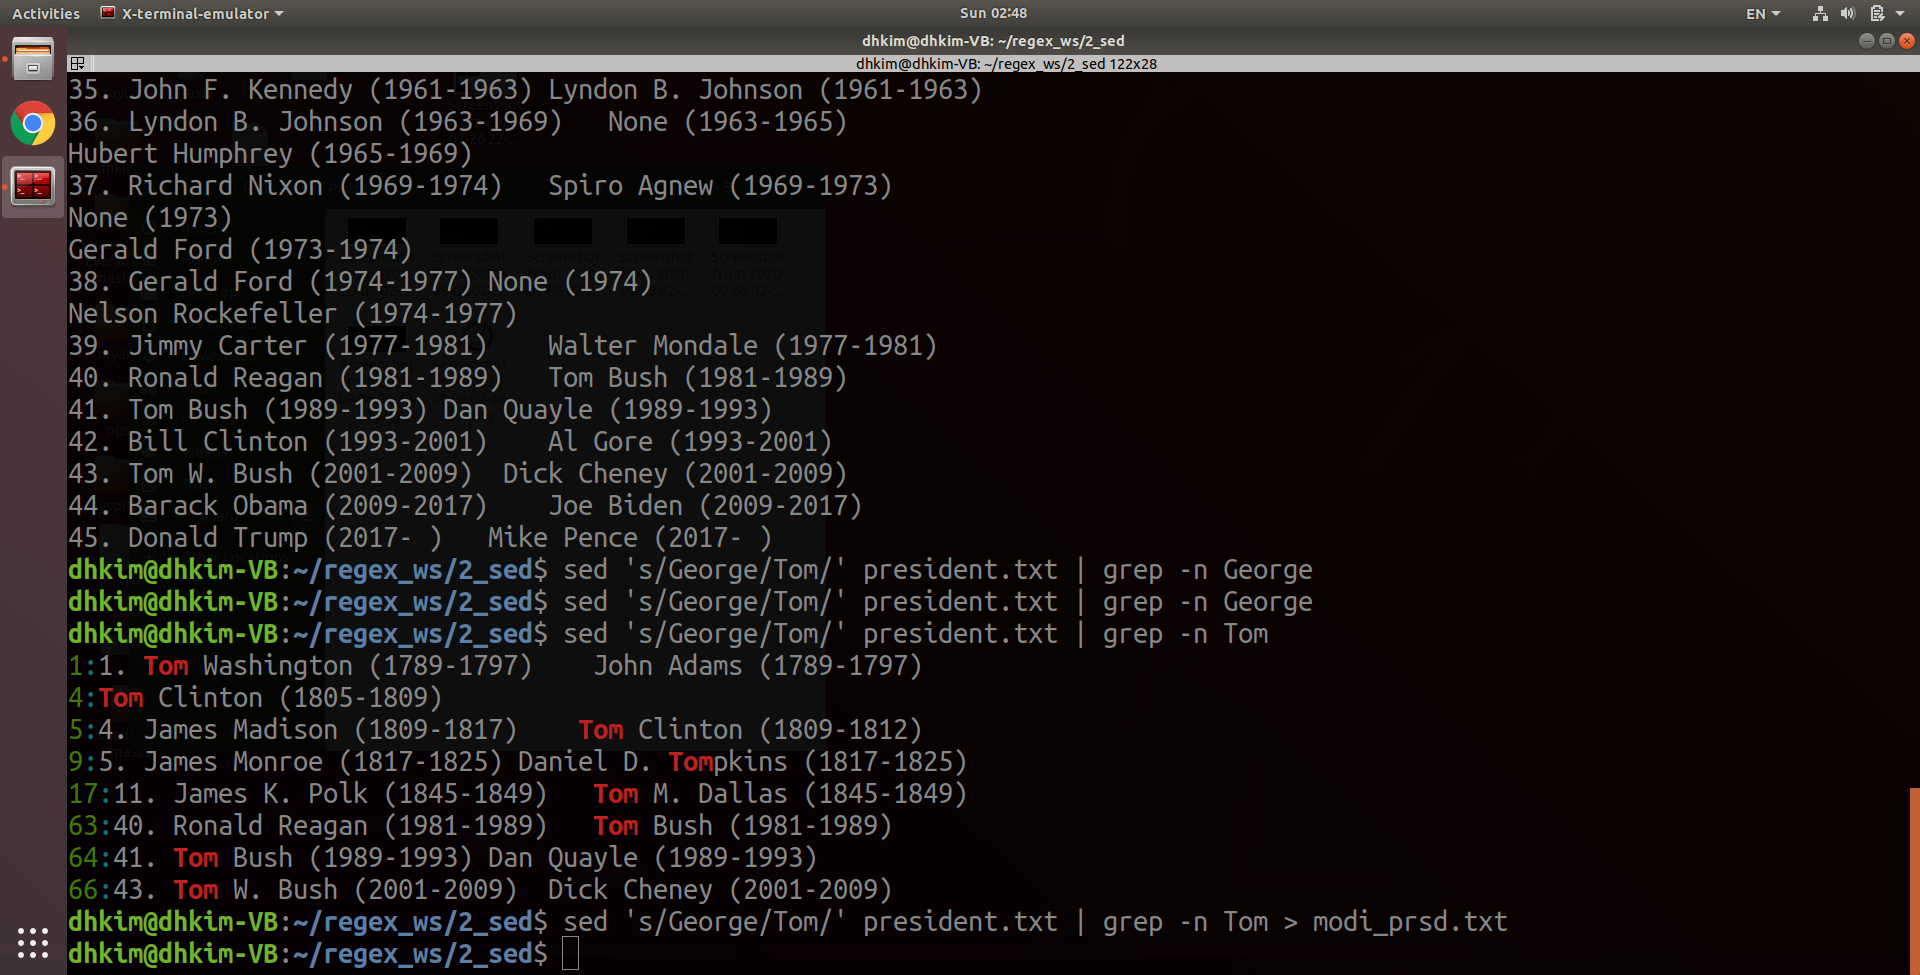 Activities X-terminal-emulator Sun 02:48 EN
dhkim@dhkim-VB: ~/regex_ws/2_sed
dhkim@dhkim-VB: ~/regex_ws/2_sed 122x28
35. John F. Kennedy (1961-1963) Lyndon B. Johnson (1961-1963)
36. Lyndon B. Johnson (1963-1969)   None (1963-1965)
Hubert Humphrey (1965-1969)
37. Richard Nixon (1969-1974)   Spiro Agnew (1969-1973)
None (1973)
Gerald Ford (1973-1974)
38. Gerald Ford (1974-1977) None (1974)
Nelson Rockefeller (1974-1977)
39. Jimmy Carter (1977-1981)    Walter Mondale (1977-1981)
40. Ronald Reagan (1981-1989)   Tom Bush (1981-1989)
41. Tom Bush (1989-1993) Dan Quayle (1989-1993)
42. Bill Clinton (1993-2001)    Al Gore (1993-2001)
43. Tom W. Bush (2001-2009)  Dick Cheney (2001-2009)
44. Barack Obama (2009-2017)    Joe Biden (2009-2017)
45. Donald Trump (2017- )   Mike Pence (2017- )
dhkim@dhkim-VB:~/regex_ws/2_sed$ sed 's/George/Tom/' president.txt | grep -n George
dhkim@dhkim-VB:~/regex_ws/2_sed$ sed 's/George/Tom/' president.txt | grep -n George
dhkim@dhkim-VB:~/regex_ws/2_sed$ sed 's/George/Tom/' president.txt | grep -n Tom
1:1. Tom Washington (1789-1797)    John Adams (1789-1797)
4:Tom Clinton (1805-1809)
5:4. James Madison (1809-1817)    Tom Clinton (1809-1812)
9:5. James Monroe (1817-1825) Daniel D. Tompkins (1817-1825)
17:11. James K. Polk (1845-1849)   Tom M. Dallas (1845-1849)
63:40. Ronald Reagan (1981-1989)   Tom Bush (1981-1989)
64:41. Tom Bush (1989-1993) Dan Quayle (1989-1993)
66:43. Tom W. Bush (2001-2009)  Dick Cheney (2001-2009)
dhkim@dhkim-VB:~/regex_ws/2_sed$ sed 's/George/Tom/' president.txt | grep -n Tom > modi_prsd.txt
dhkim@dhkim-VB:~/regex_ws/2_sed$